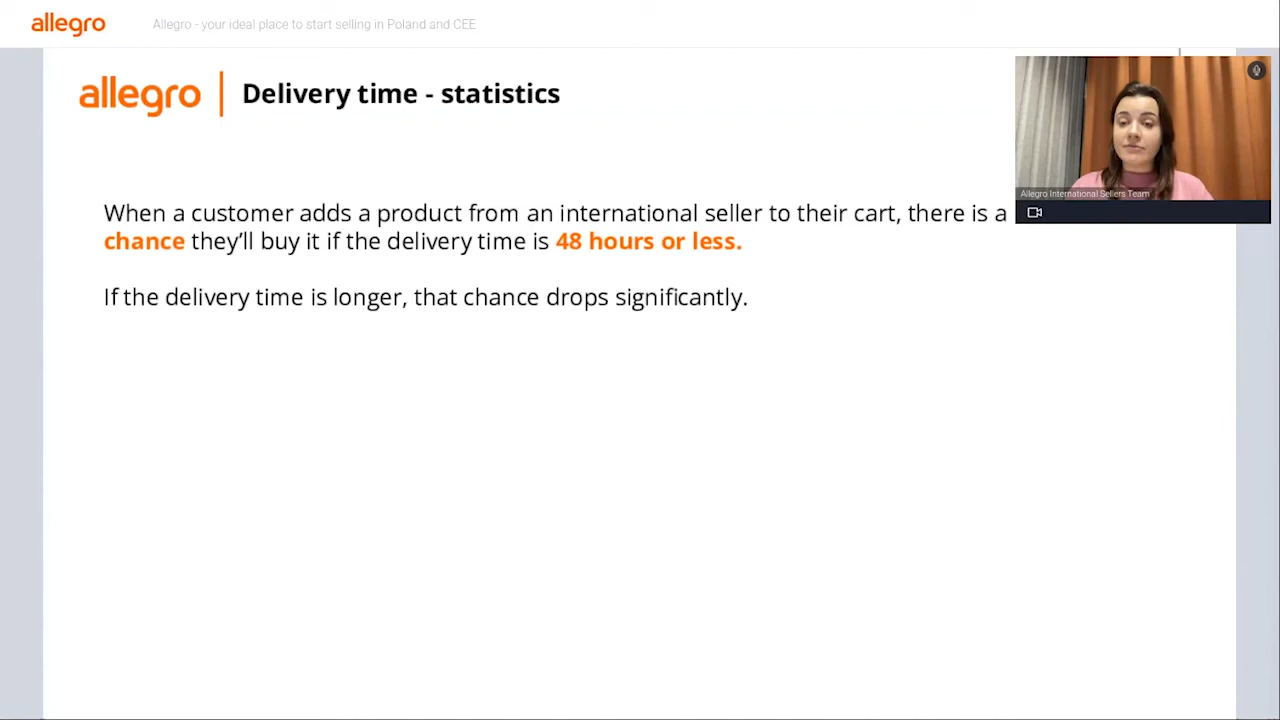 allegro
Allegro - your ideal place to start selling in Poland and CEE
allegro | Delivery time - statistics
Allegro International Sellers Team
When a customer adds a product from an international seller to their cart, there is a
chance they’ll buy it if the delivery time is 48 hours or less.
If the delivery time is longer, that chance drops significantly.